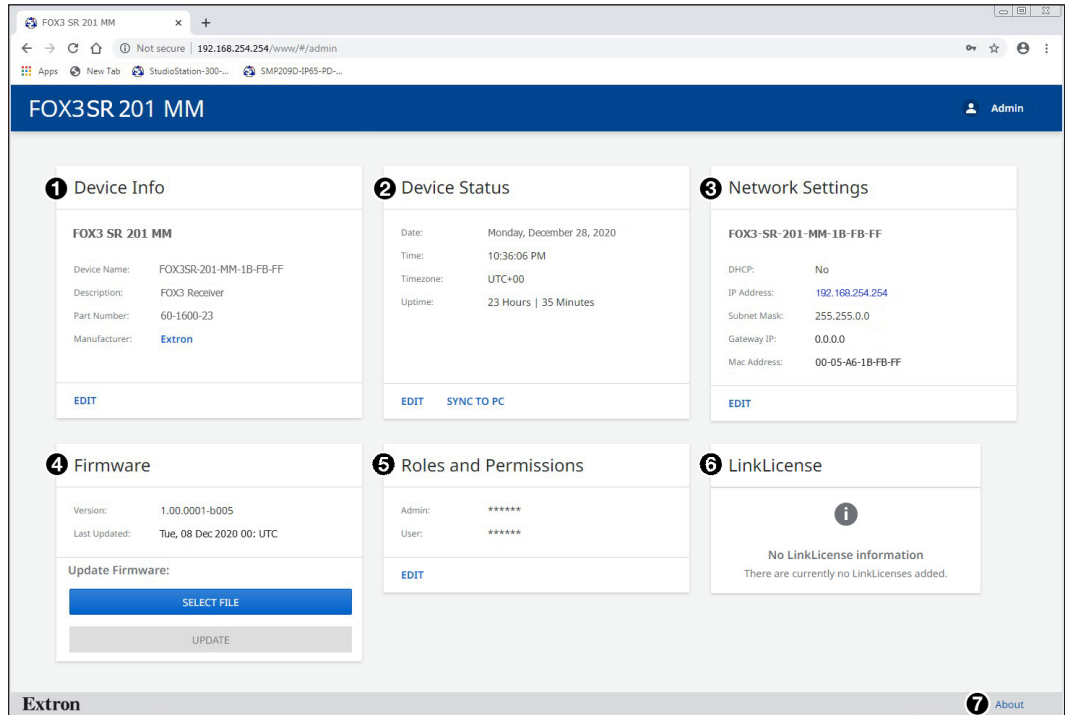 FOX3 SR 201 MM
Not secure | 192.168.254.254/www/#/admin
Apps New Tab StudioStation-300-... SMP209D-IP65-PD-...
FOX3SR 201 MM
Admin
1 Device Info
FOX3 SR 201 MM
Device Name: FOX3SR-201-MM-1B-FB-FF
Description: FOX3 Receiver
Part Number: 60-1600-23
Manufacturer: Extron
EDIT
2 Device Status
Date: Monday, December 28, 2020
Time: 10:36:06 PM
Timezone: UTC+00
Uptime: 23 Hours | 35 Minutes
EDIT SYNC TO PC
3 Network Settings
FOX3-SR-201-MM-1B-FB-FF
DHCP: No
IP Address: 192.168.254.254
Subnet Mask: 255.255.0.0
Gateway IP: 0.0.0.0
Mac Address: 00-05-A6-1B-FB-FF
EDIT
4 Firmware
Version: 1.00.0001-b005
Last Updated: Tue, 08 Dec 2020 00: UTC
Update Firmware:
SELECT FILE
UPDATE
5 Roles and Permissions
Admin: ******
User: ******
EDIT
6 LinkLicense
No LinkLicense information
There are currently no LinkLicenses added.
Extron
7 About